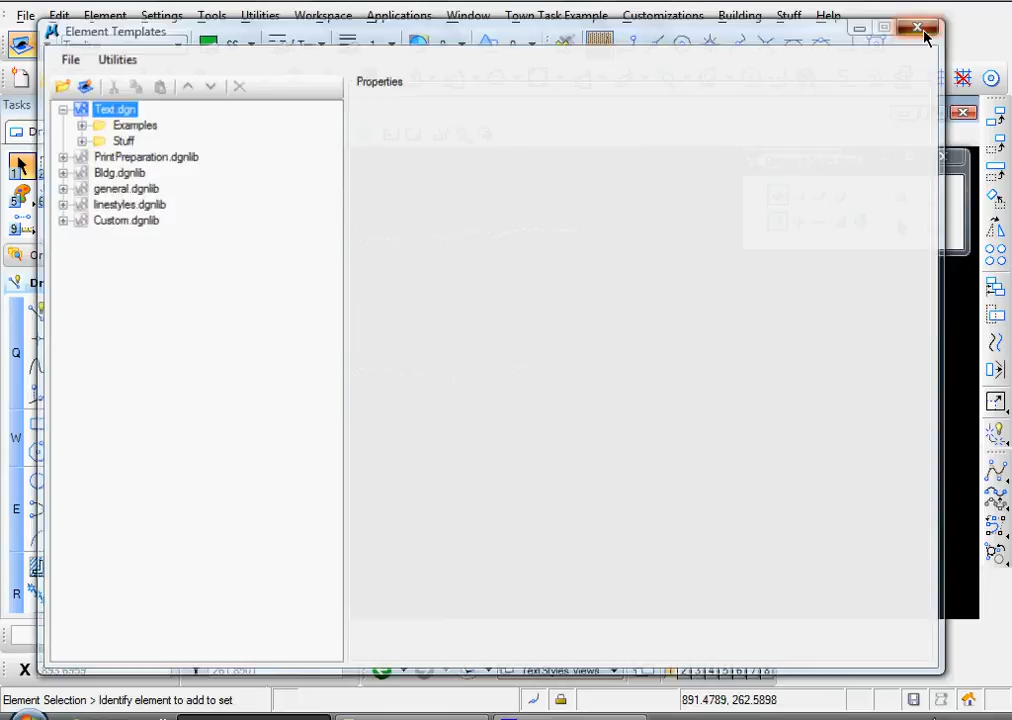 File Edit Element Settings Tools Utilities Workspace Applications Window Town Task Example Customizations Building Stuff Help
Element Templates
File Utilities
Properties
Tasks
Text.dgn
Examples
Stuff
PrintPreparation.dgnlib
Bldg.dgnlib
general.dgnlib
linestyles.dgnlib
Custom.dgnlib
Q
W
E
R
X
TextStyles Views
Element Selection > Identify element to add to set
891.4789, 262.5898